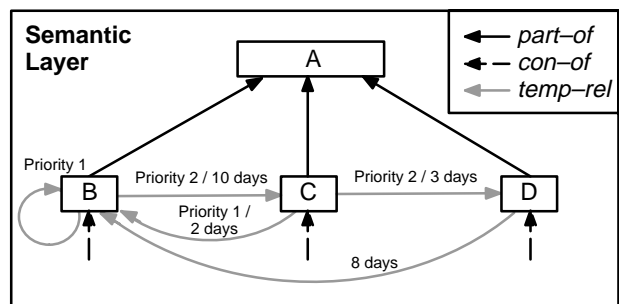 Semantic
Layer
A
part–of
con–of
temp–rel
Priority 1
B
Priority 2 / 10 days
C
Priority 2 / 3 days
D
Priority 1 /
2 days
8 days